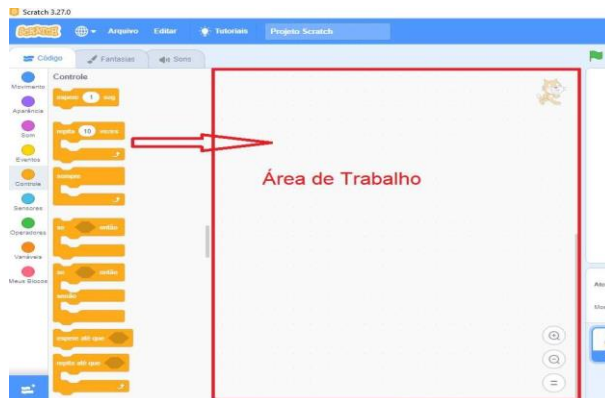 Scratch 3.27.0
SCRATCH Arquivo Editar Tutoriais Projeto Scratch
Código Fantasias Sons
Movimento
Aparência
Som
Eventos
Controle
Sensores
Operadores
Variáveis
Meus Blocos
Controle
espere 1 seg
repita 10 vezes
sempre
se então
se então
senão
espere até que
repita até que
Área de Trabalho